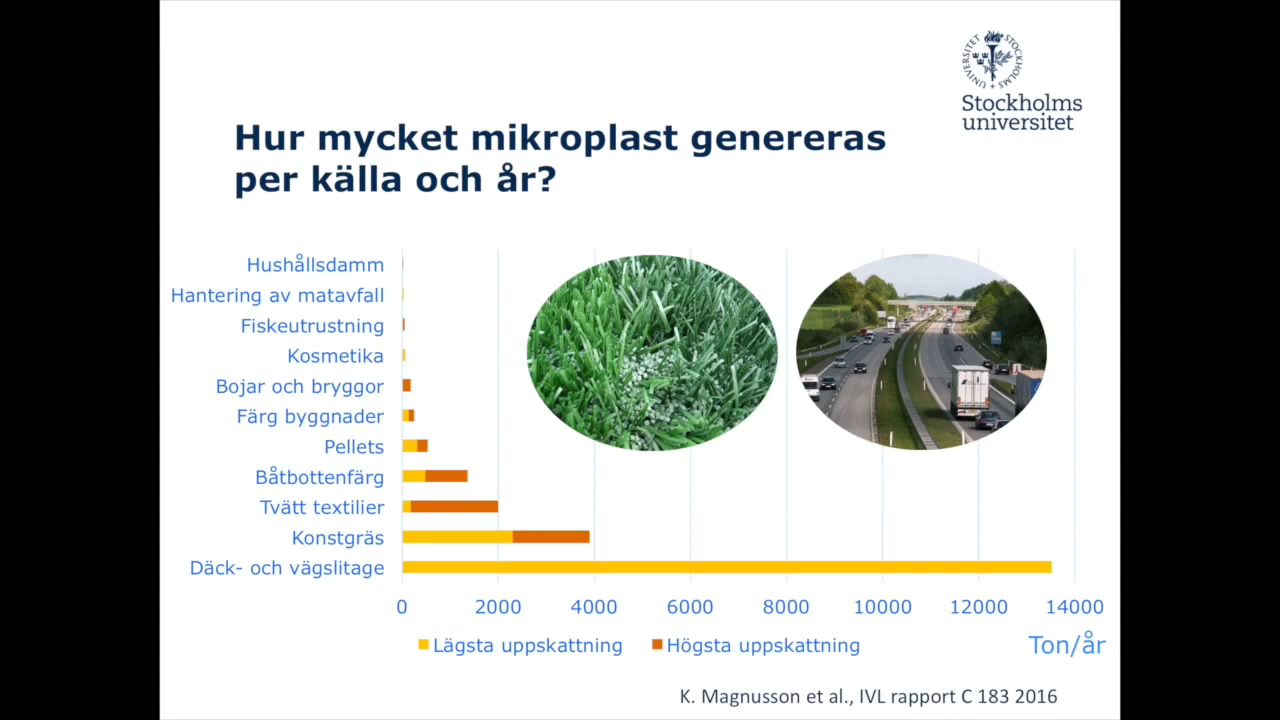 STOCKHOLMS UNIVERSITET
Stockholms
universitet
Hur mycket mikroplast genereras
per källa och år?
Hushållsdamm
Hantering av matavfall
Fiskeutrustning
Kosmetika
Bojar och bryggor
Färg byggnader
Pellets
Båtbottenfärg
Tvätt textilier
Konstgräs
Däck- och vägslitage
0 2000 4000 6000 8000 10000 12000 14000
Lägsta uppskattning Högsta uppskattning Ton/år
K. Magnusson et al., IVL rapport C 183 2016